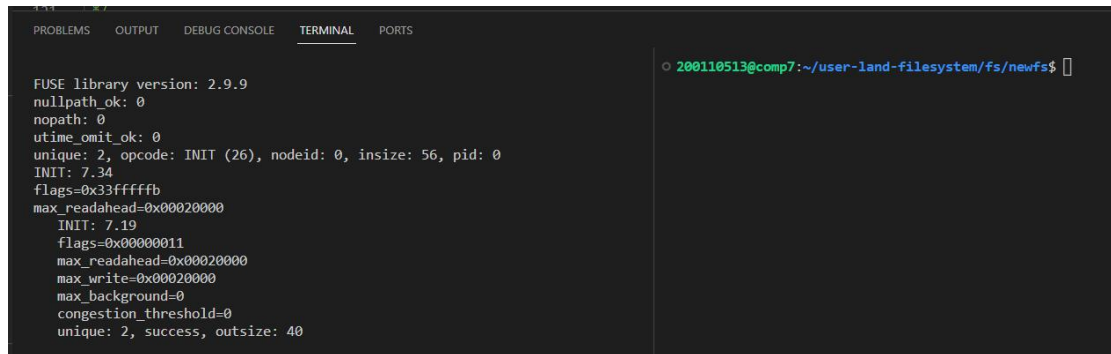 PROBLEMS OUTPUT DEBUG CONSOLE TERMINAL PORTS
FUSE library version: 2.9.9
nullpath_ok: 0
nopath: 0
utime_omit_ok: 0
unique: 2, opcode: INIT (26), nodeid: 0, insize: 56, pid: 0
INIT: 7.34
flags=0x33fffffb
max_readahead=0x00020000
INIT: 7.19
flags=0x00000011
max_readahead=0x00020000
max_write=0x00020000
max_background=0
congestion_threshold=0
unique: 2, success, outsize: 40
200110513@comp7:~/user-land-filesystem/fs/newfs$